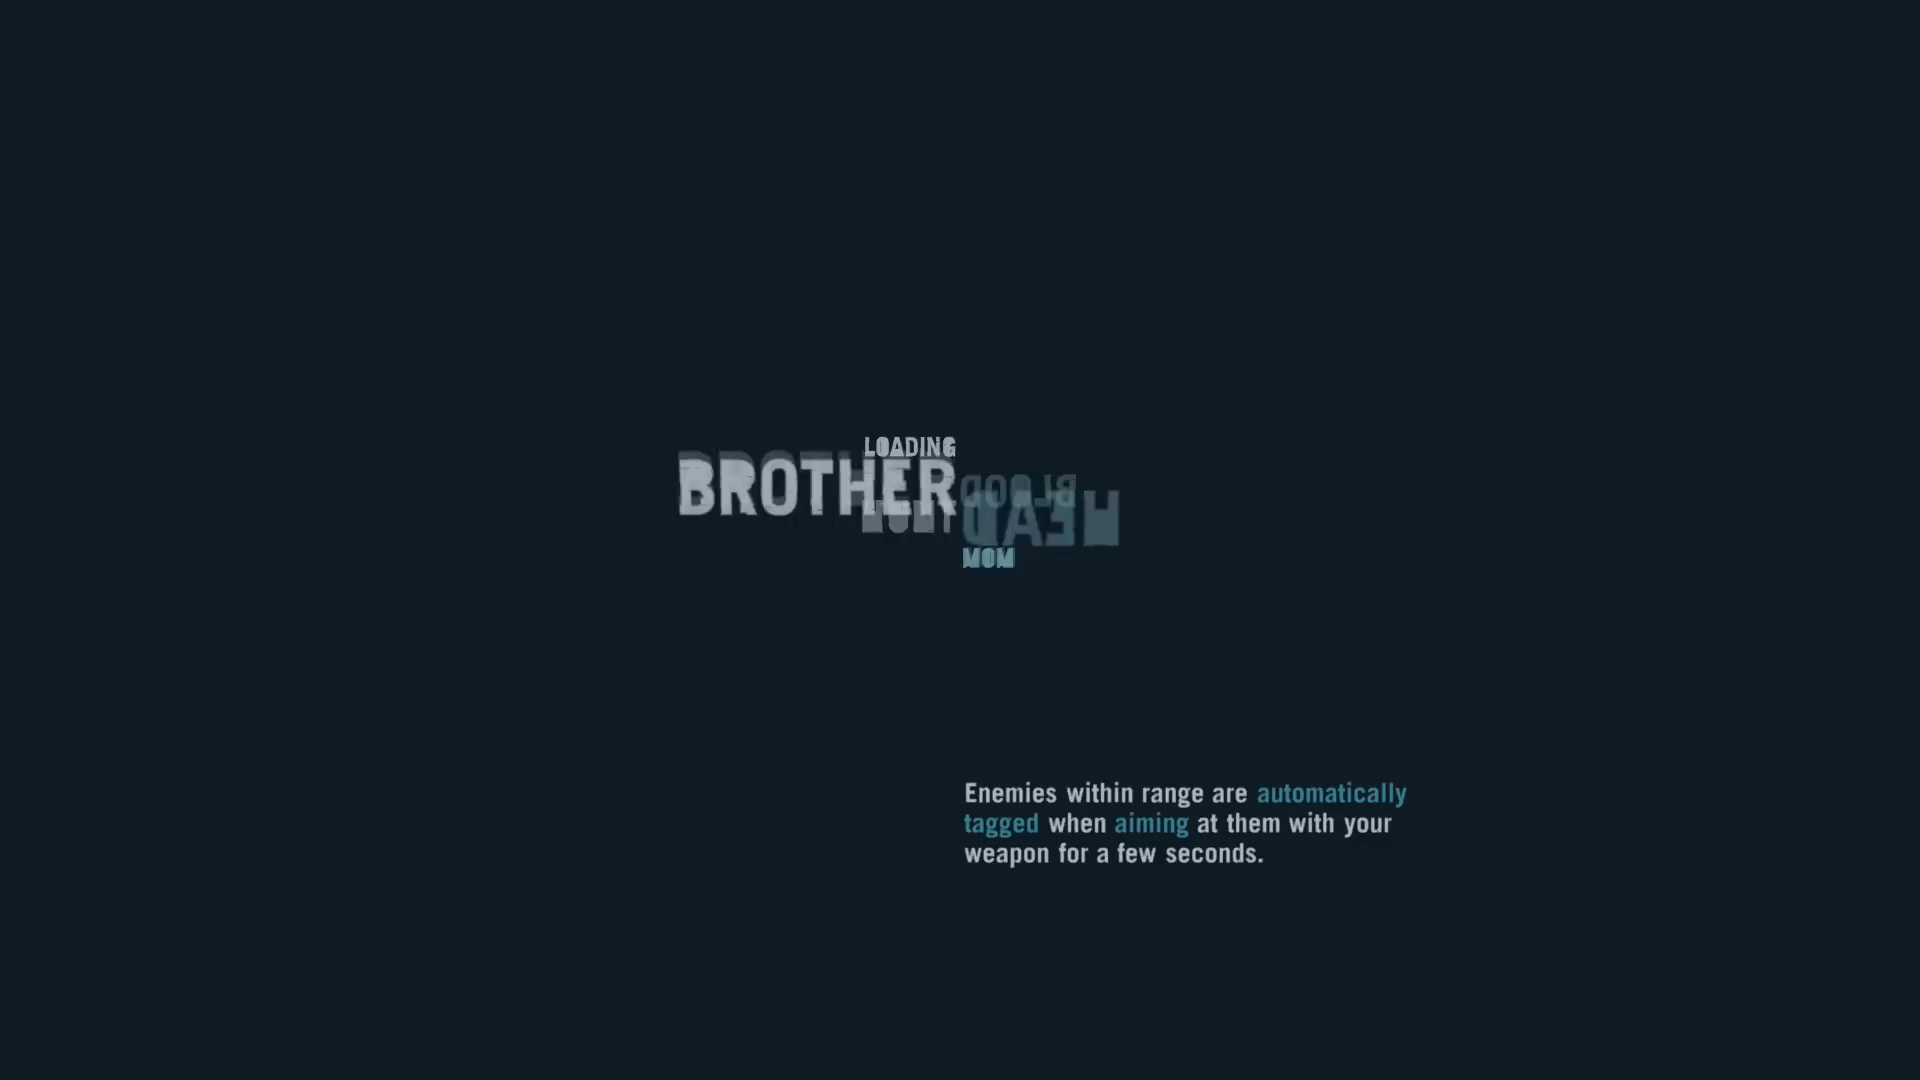 LOADING
BROTHER
BLOOD
HEAD
MOM
Enemies within range are automatically
tagged when aiming at them with your
weapon for a few seconds.